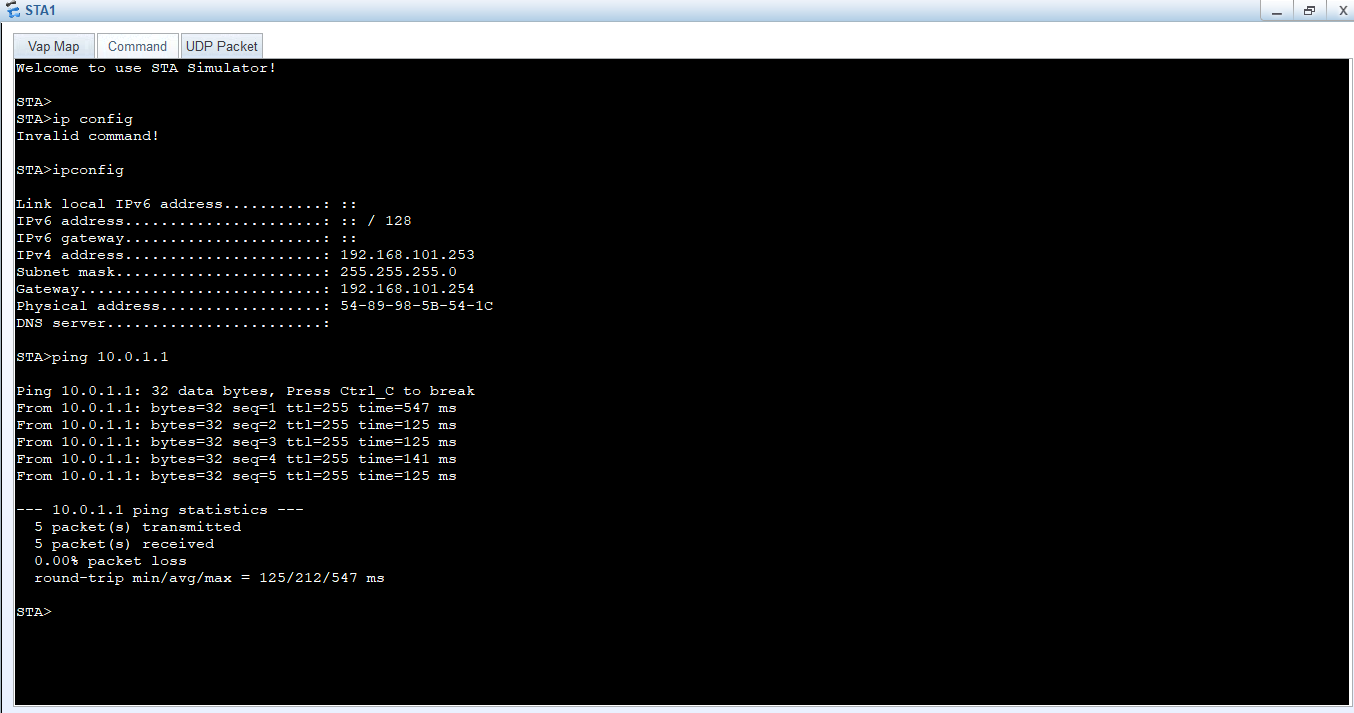 STA1
X
Vap Map Command UDP Packet
Welcome to use STA Simulator!
STA>
STA>ip config
Invalid command!
STA>ipconfig
Link local IPv6 address...........: ::
IPv6 address......................: :: / 128
IPv6 gateway......................: ::
IPv4 address......................: 192.168.101.253
Subnet mask.......................: 255.255.255.0
Gateway...........................: 192.168.101.254
Physical address..................: 54-89-98-5B-54-1C
DNS server........................:
STA>ping 10.0.1.1
Ping 10.0.1.1: 32 data bytes, Press Ctrl_C to break
From 10.0.1.1: bytes=32 seq=1 ttl=255 time=547 ms
From 10.0.1.1: bytes=32 seq=2 ttl=255 time=125 ms
From 10.0.1.1: bytes=32 seq=3 ttl=255 time=125 ms
From 10.0.1.1: bytes=32 seq=4 ttl=255 time=141 ms
From 10.0.1.1: bytes=32 seq=5 ttl=255 time=125 ms
--- 10.0.1.1 ping statistics ---
5 packet(s) transmitted
5 packet(s) received
0.00% packet loss
round-trip min/avg/max = 125/212/547 ms
STA>